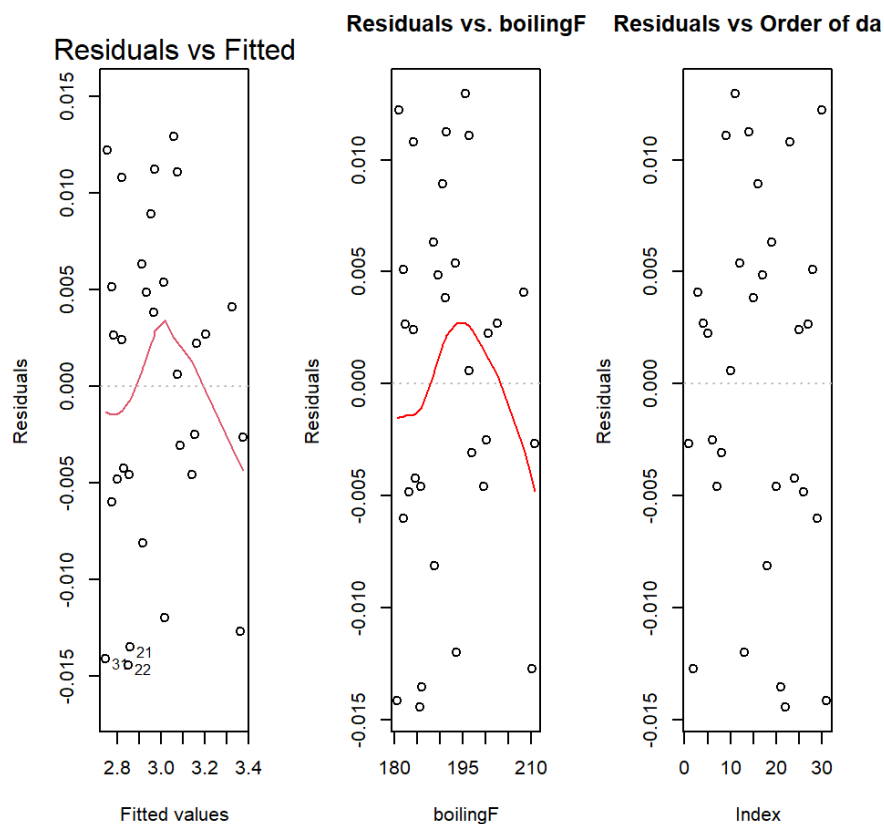 Residuals vs Fitted
Residuals
0.015
0.010
0.005
0.000
-0.005
-0.010
-0.015
31
21
22
2.8 3.0 3.2 3.4
Fitted values
Residuals vs. boilingF
Residuals
0.010
0.005
0.000
-0.005
-0.010
-0.015
180 195 210
boilingF
Residuals vs Order of da
Residuals
0.010
0.005
0.000
-0.005
-0.010
-0.015
0 10 20 30
Index